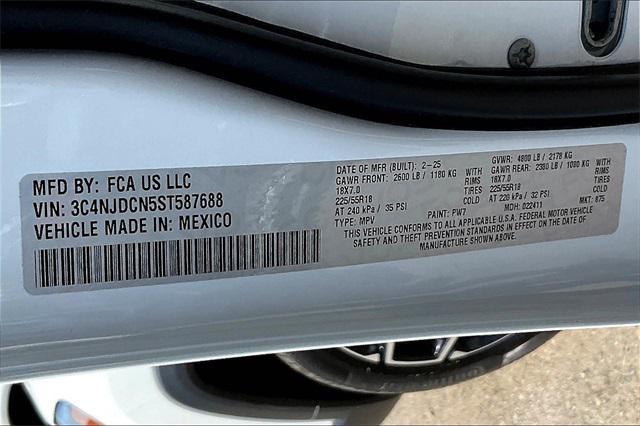 MFD BY: FCA US LLC
VIN: 3C4NJDCN5ST587688
VEHICLE MADE IN: MEXICO
DATE OF MFR (BUILT): 2-25
GAWR FRONT: 2600 LB / 1180 KG WITH
18X7.0 RIMS
225/55R18 TIRES
AT 240 kPa / 35 PSI COLD
TYPE: MPV
GVWR: 4800 LB / 2178 KG
GAWR REAR: 2380 LB / 1080 KG WITH
18X7.0 RIMS
225/55R18 TIRES
AT 220 kPa / 32 PSI COLD
PAINT: PW7 MDH: 022411 MKT: 675
THIS VEHICLE CONFORMS TO ALL APPLICABLE U.S.A. FEDERAL MOTOR VEHICLE
SAFETY AND THEFT PREVENTION STANDARDS IN EFFECT ON THE DATE OF
MANUFACTURE SHOWN ABOVE.